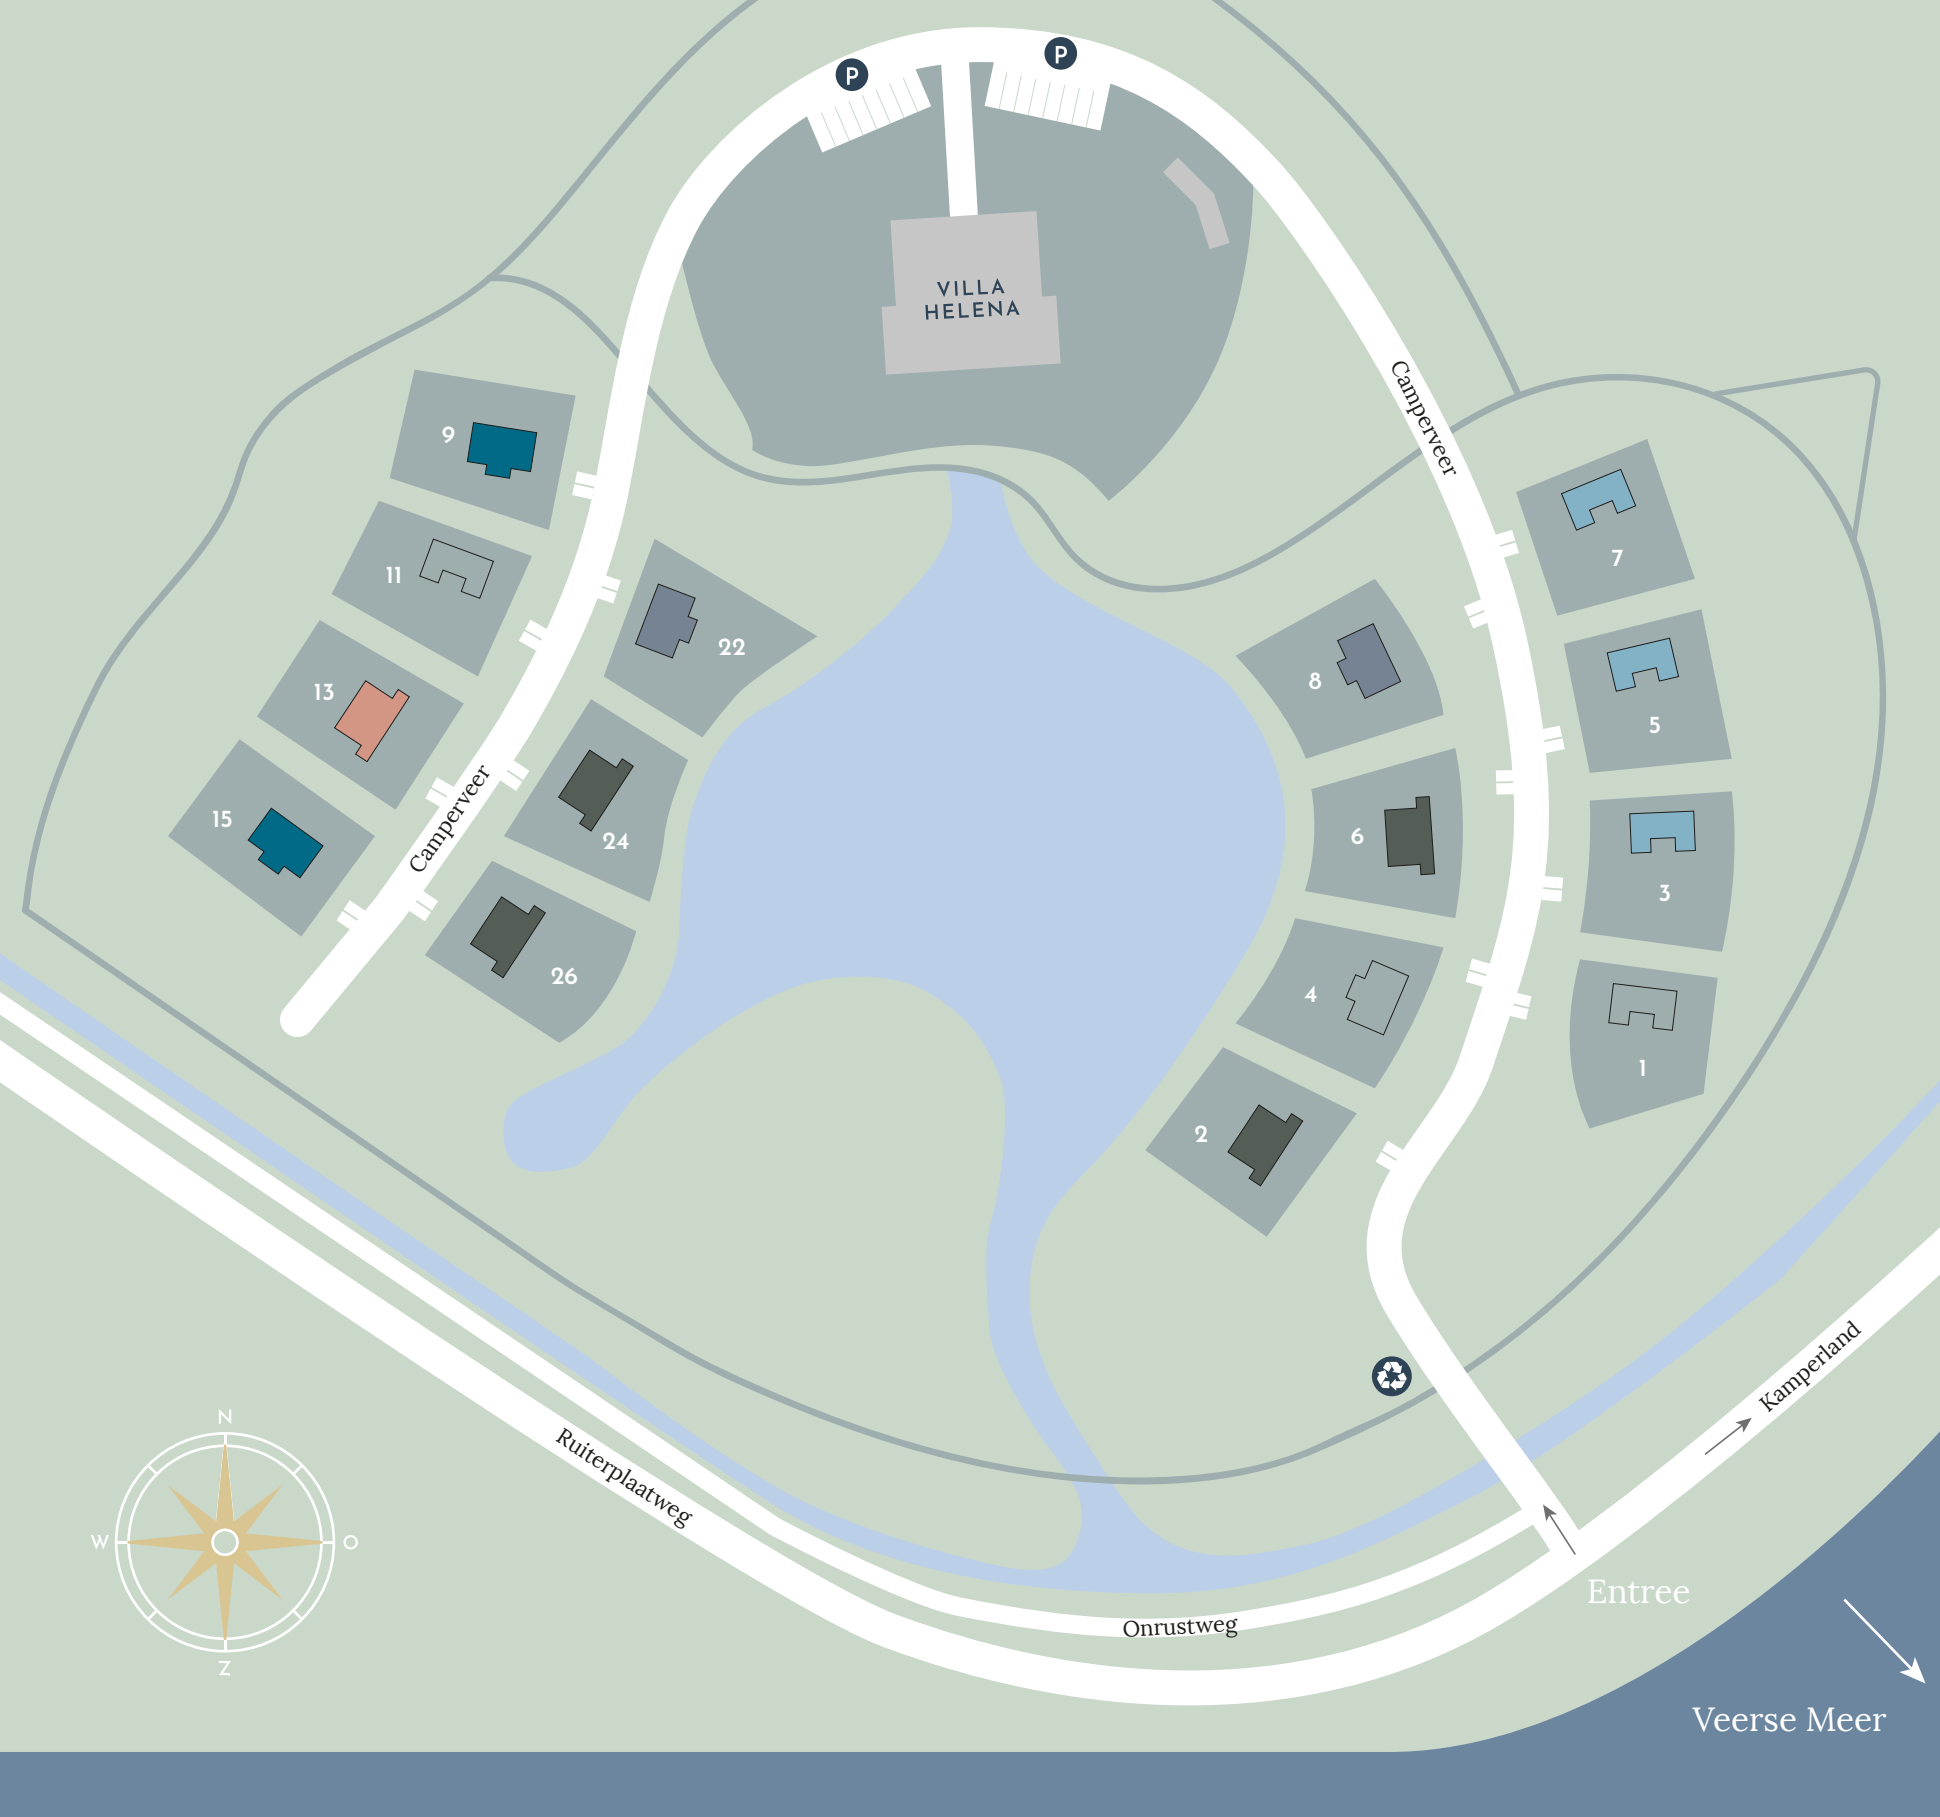 P
P
VILLA
HELENA
Camperveer
9
11
13
15
22
24
26
Camperveer
7
8
5
6
3
4
1
2
Kamperland
Ruiterplaatweg
Onrustweg
Entree
Veerse Meer
N
W
O
Z